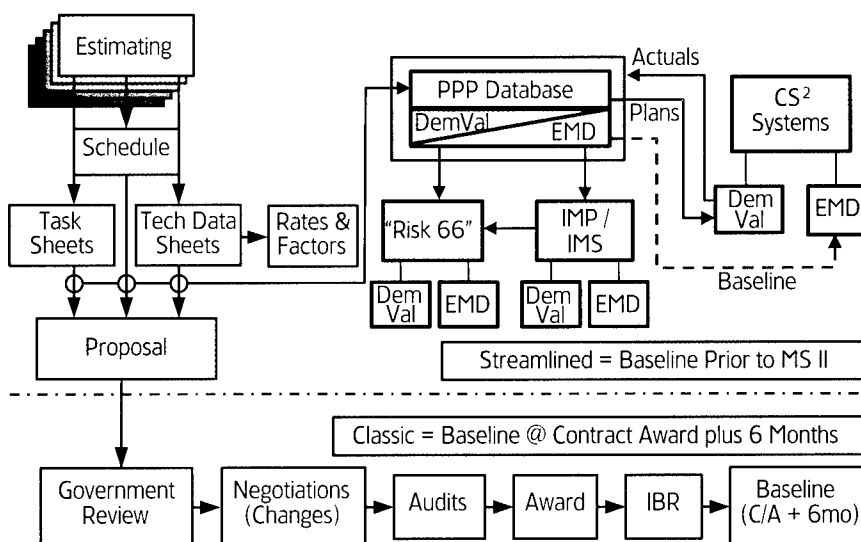 Estimating
Schedule
Task
Sheets
Tech Data
Sheets
Rates &
Factors
Proposal
PPP Database
DemVal
EMD
Actuals
Plans
CS²
Systems
Dem
Val
EMD
Baseline
"Risk 66"
IMP /
IMS
Dem
Val
EMD
Dem
Val
EMD
Streamlined = Baseline Prior to MS II
Classic = Baseline @ Contract Award plus 6 Months
Government
Review
Negotiations
(Changes)
Audits
Award
IBR
Baseline
(C/A + 6mo)